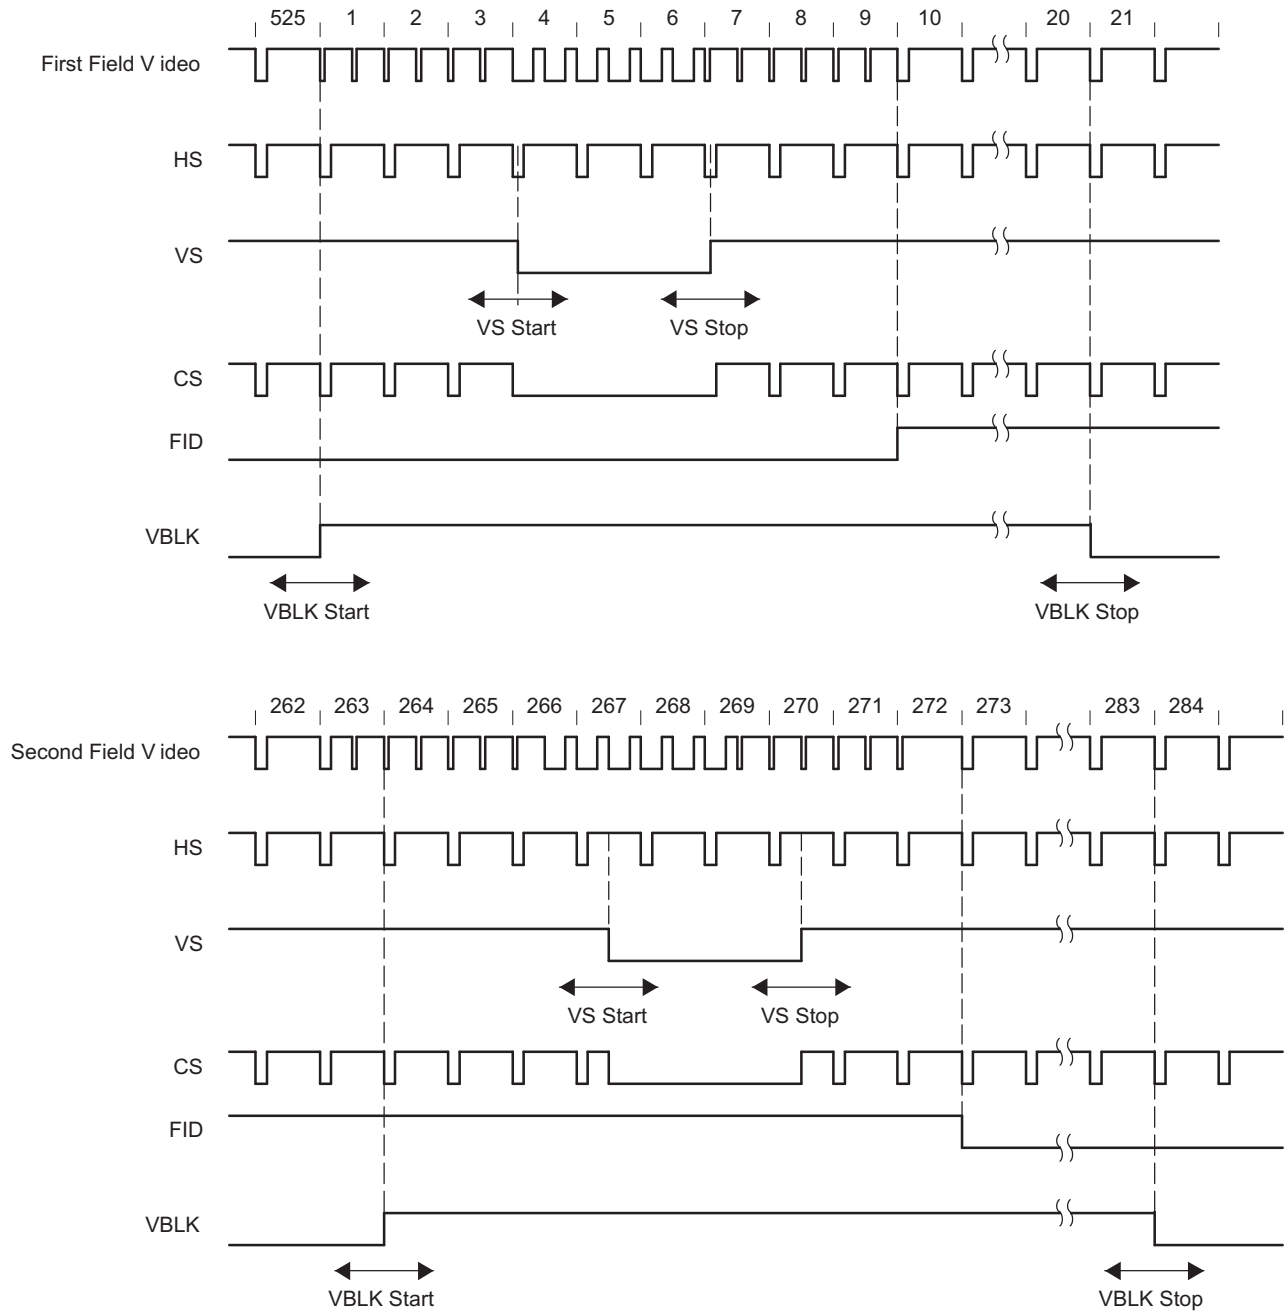 525 1 2 3 4 5 6 7 8 9 10 20 21
First Field V ideo
HS
VS
VS Start VS Stop
CS
FID
VBLK
VBLK Start VBLK Stop
262 263 264 265 266 267 268 269 270 271 272 273 283 284
Second Field V ideo
HS
VS
VS Start VS Stop
CS
FID
VBLK
VBLK Start VBLK Stop